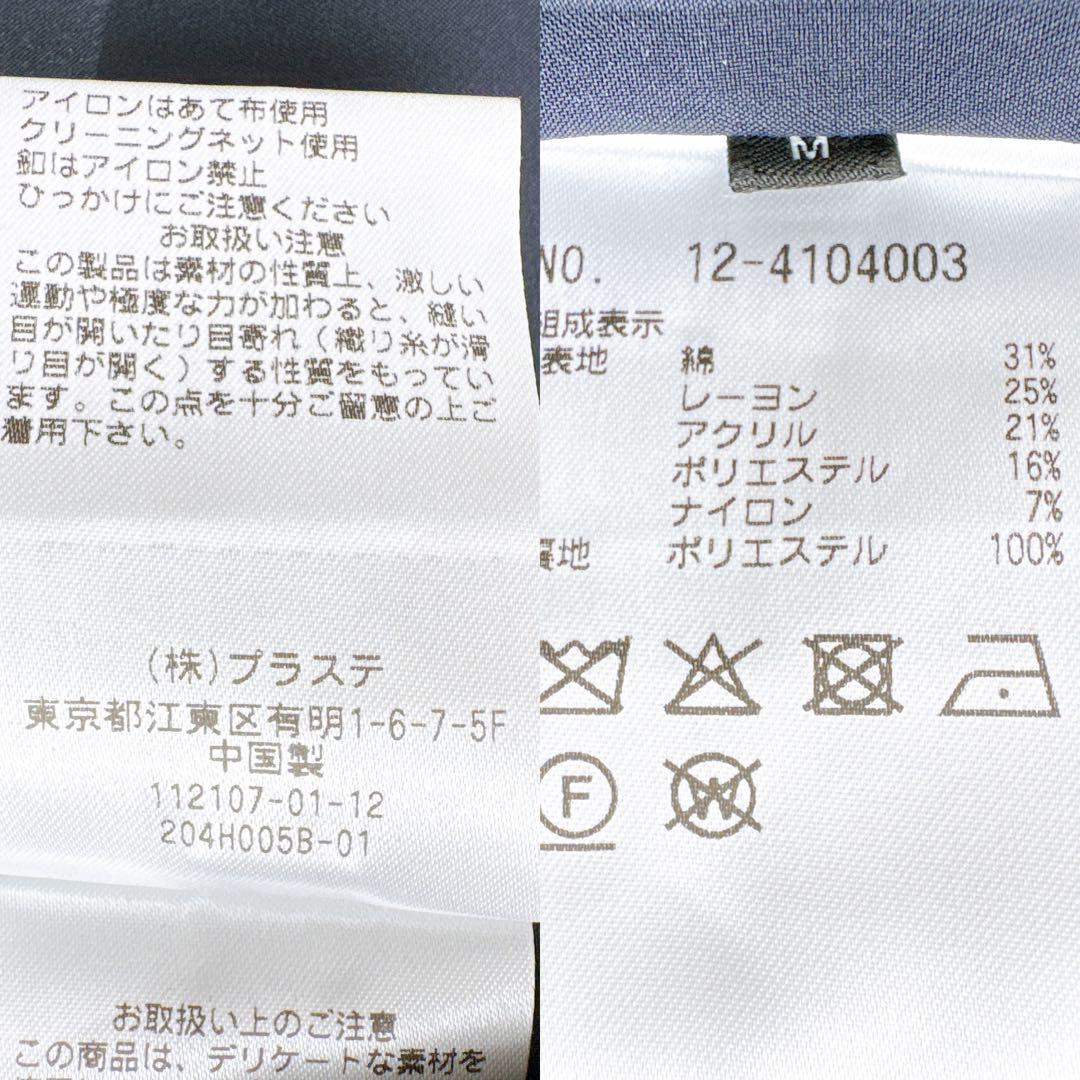 アイロンはあて布使用
クリーニングネット使用
釦はアイロン禁止
ひっかけにご注意ください
お取扱い注意
この製品は素材の性質上、激しい
運動や極度な力が加わると、縫い
目が開いたり目寄れ(織り糸が滑
り目が開く)する性質をもってい
ます。この点を十分ご留意の上ご
着用下さい。
(株)プラステ
東京都江東区有明1-6-7-5F
中国製
112107-01-12
204H005B-01
お取扱い上のご注意
この商品は、デリケートな素材を
M
NO. 12-4104003
組成表示
表地 綿 31%
レーヨン 25%
アクリル 21%
ポリエステル 16%
ナイロン 7%
裏地 ポリエステル 100%
F
W